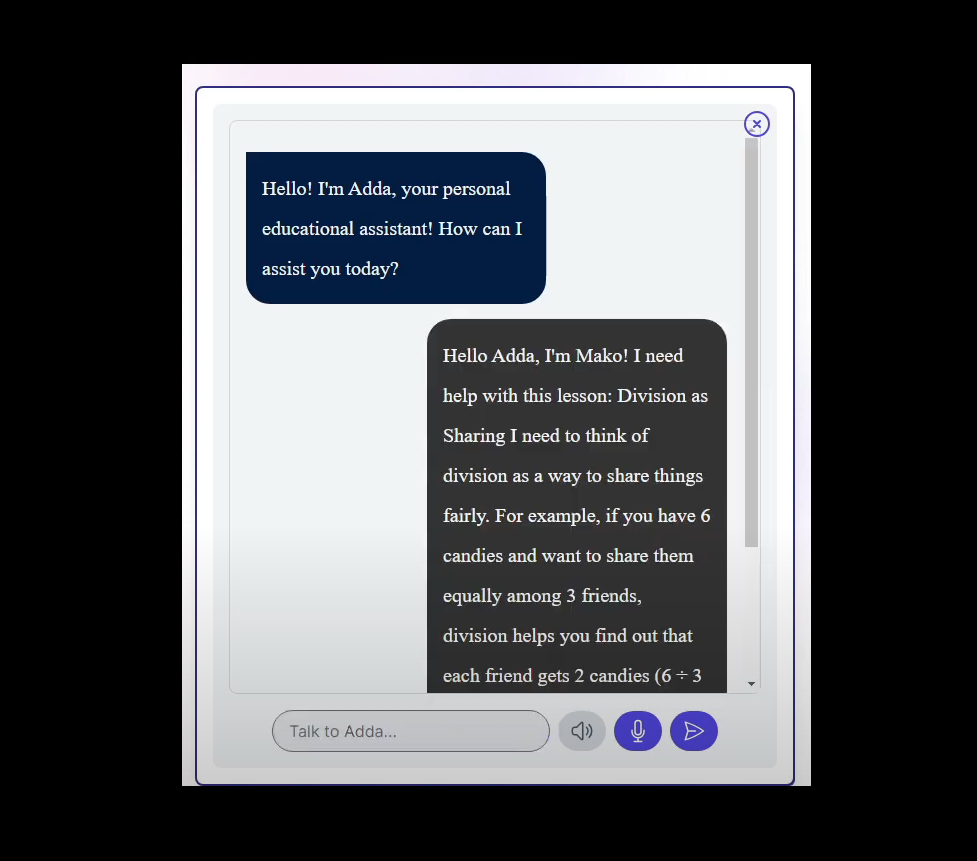 Hello! I'm Adda, your personal
educational assistant! How can I
assist you today?
Hello Adda, I'm Mako! I need
help with this lesson: Division as
Sharing I need to think of
division as a way to share things
fairly. For example, if you have 6
candies and want to share them
equally among 3 friends,
division helps you find out that
each friend gets 2 candies (6 ÷ 3
Talk to Adda...